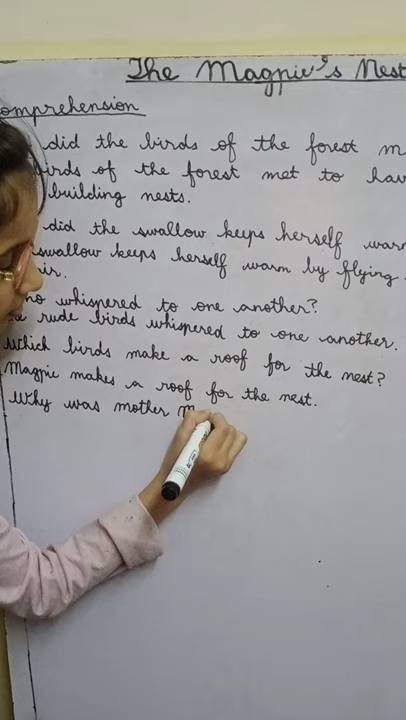 The Magpie's Nest
omprehension
did the birds of the forest m
irds of the forest met to hav
building nests.
did the swallow keeps herself warm
swallow keeps herself warm by flying
ir.
ho whispered to one another?
e rude birds whispered to one another.
Which birds make a roof for the nest?
Magpie makes a roof for the nest.
Why was mother m